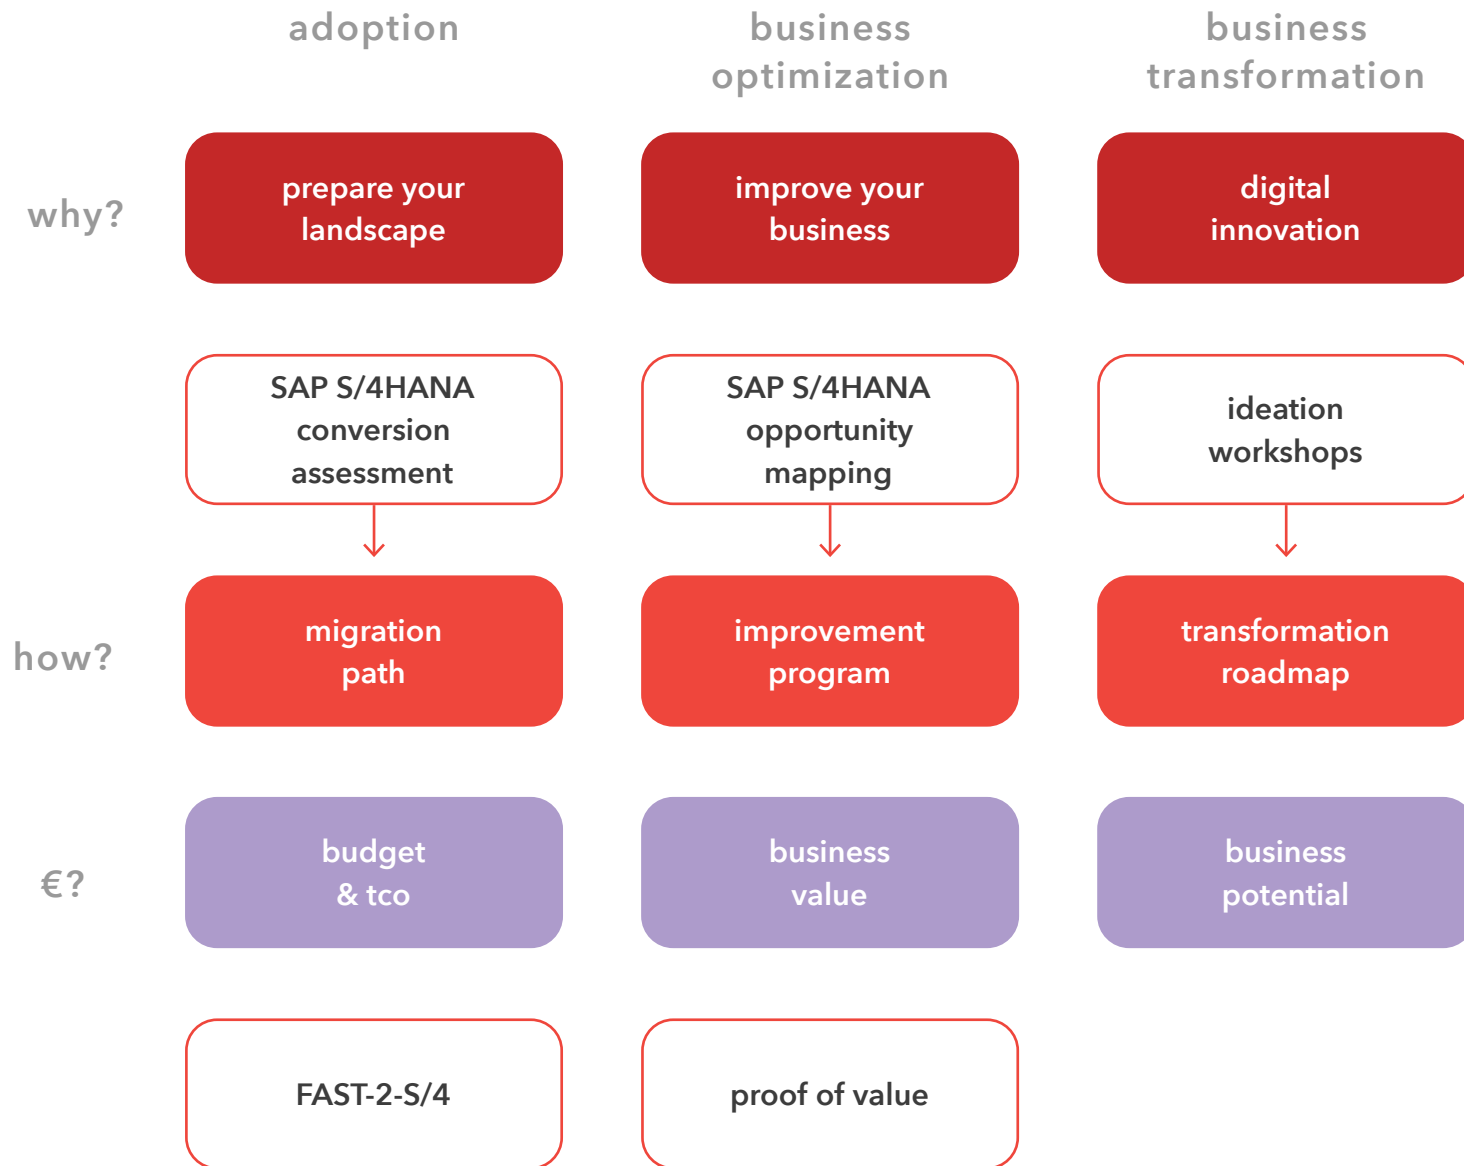 adoption
business
optimization
business
transformation
why?
prepare your
landscape
improve your
business
digital
innovation
SAP S/4HANA
conversion
assessment
SAP S/4HANA
opportunity
mapping
ideation
workshops
how?
migration
path
improvement
program
transformation
roadmap
€?
budget
& tco
business
value
business
potential
FAST-2-S/4
proof of value